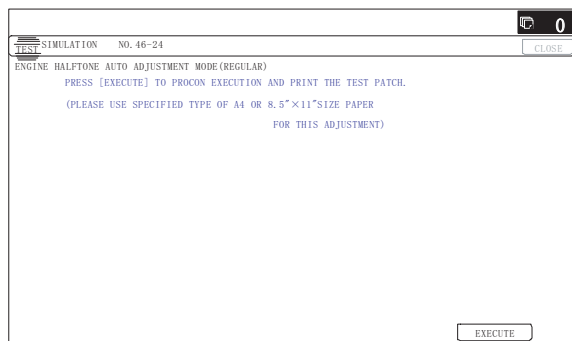 0
TEST SIMULATION NO.46-24
CLOSE
ENGINE HALFTONE AUTO ADJUSTMENT MODE(REGULAR)
PRESS [EXECUTE] TO PROCON EXECUTION AND PRINT THE TEST PATCH.
(PLEASE USE SPECIFIED TYPE OF A4 OR 8.5"×11"SIZE PAPER
FOR THIS ADJUSTMENT)
EXECUTE